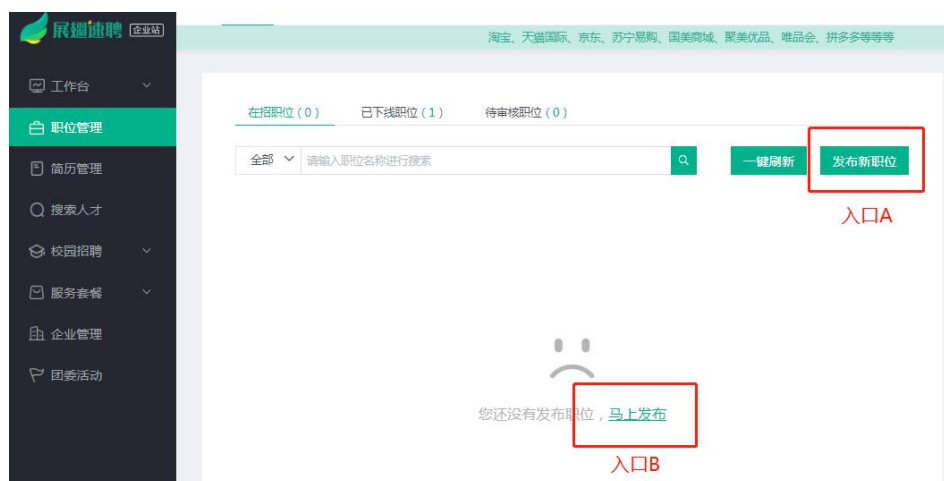 展翅速聘 企业站
淘宝、天猫国际、京东、苏宁易购、国美商城、聚美优品、唯品会、拼多多等等等
工作台
职位管理
简历管理
搜索人才
校园招聘
服务套餐
企业管理
团委活动
在招职位(0) 已下线职位(1) 待审核职位(0)
全部 请输入职位名称进行搜索 一键刷新 发布新职位
入口A
您还没有发布职位，马上发布
入口B